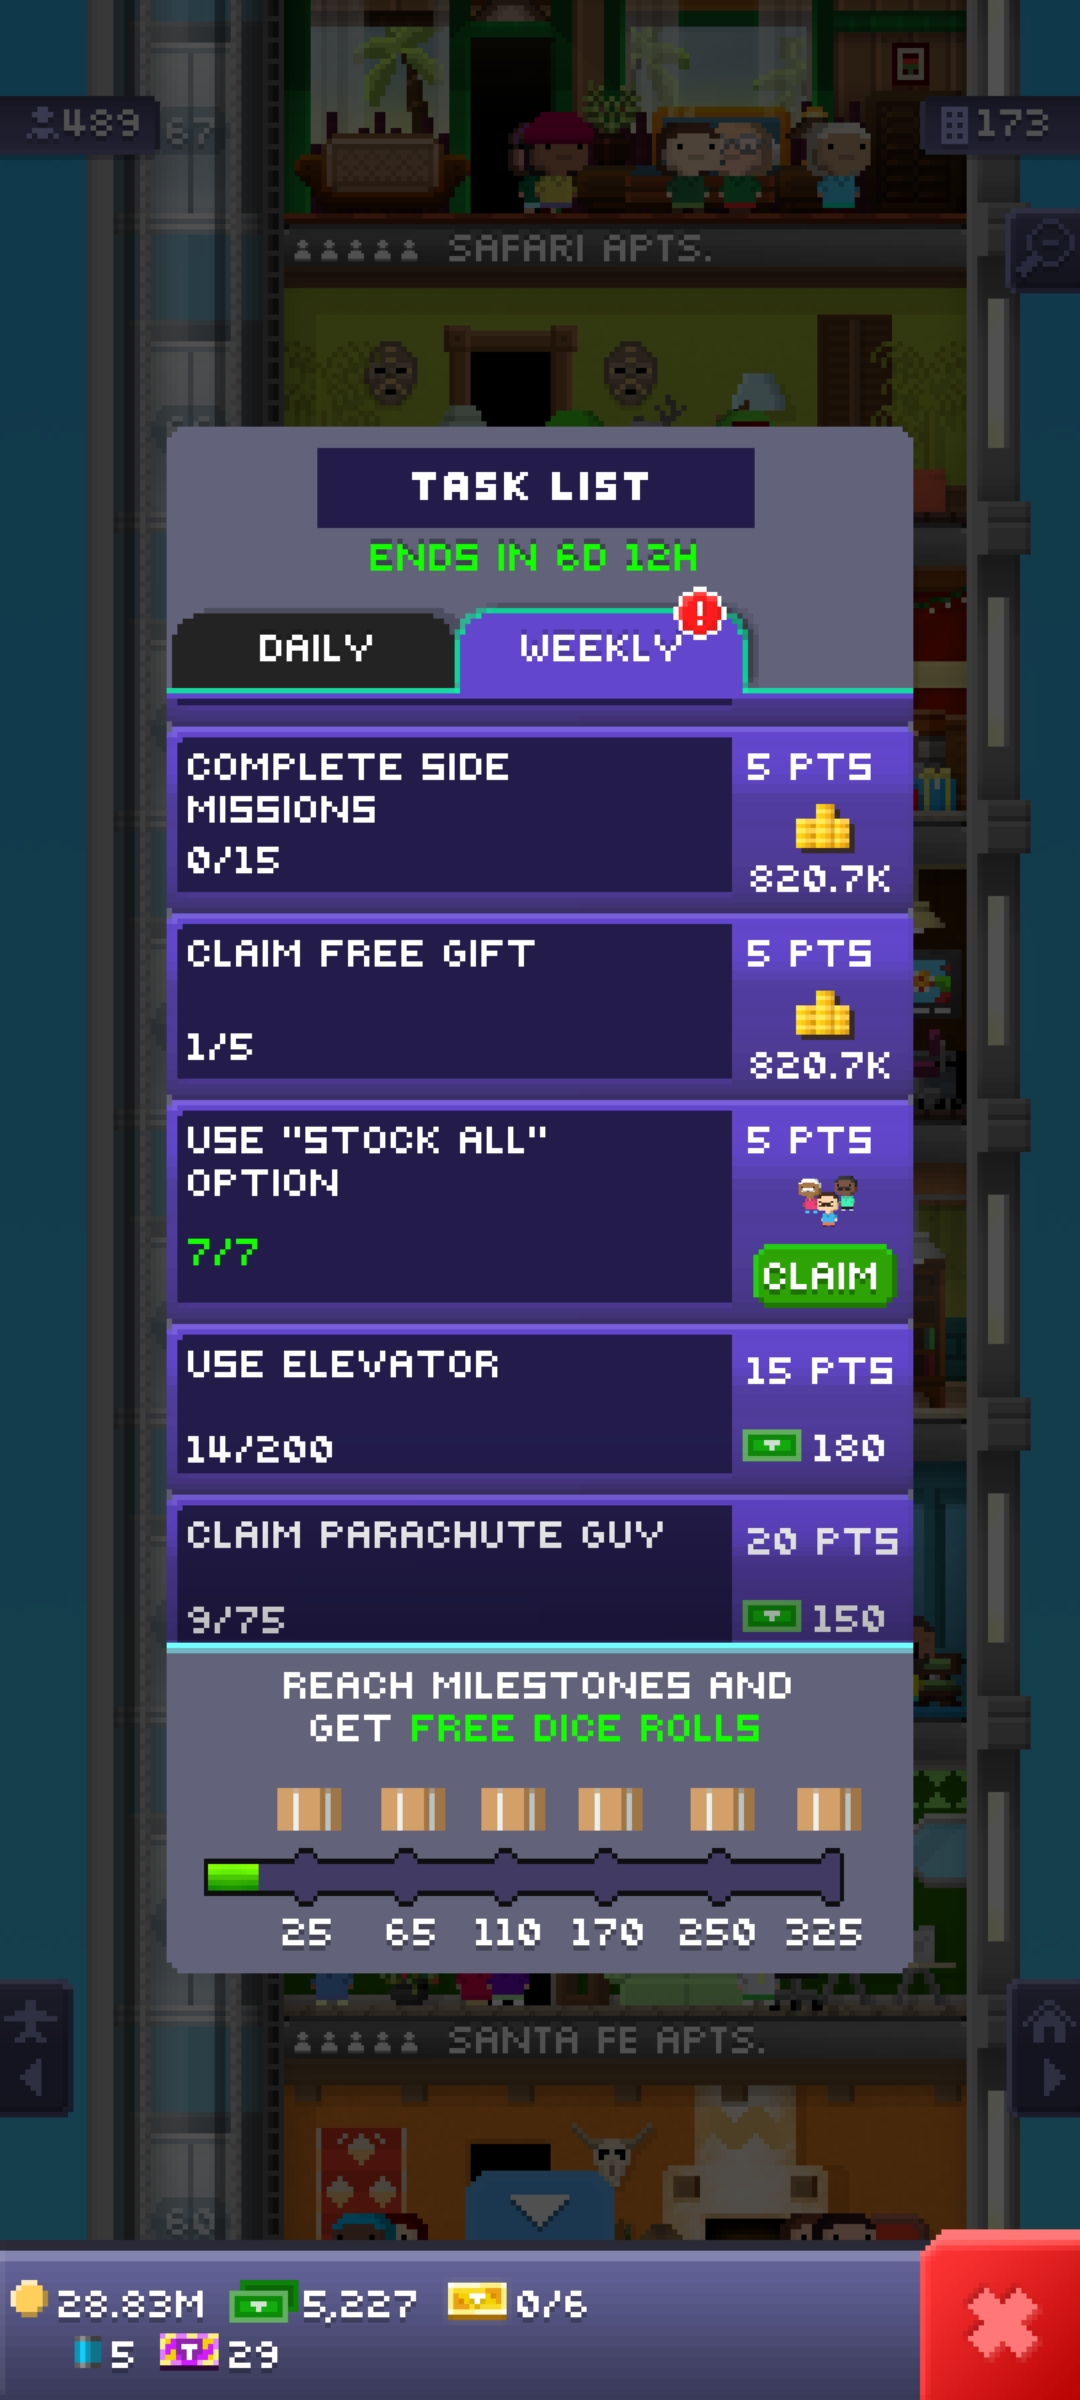 489
67
173
SAFARI APTS.
TASK LIST
ENDS IN 6D 12H
DAILY
WEEKLY
!
COMPLETE SIDE
MISSIONS
0/15
5 PTS
820.7K
CLAIM FREE GIFT
1/5
5 PTS
820.7K
USE "STOCK ALL"
OPTION
7/7
5 PTS
CLAIM
USE ELEVATOR
14/200
15 PTS
180
CLAIM PARACHUTE GUY
9/75
20 PTS
150
REACH MILESTONES AND
GET FREE DICE ROLLS
25 65 110 170 250 325
SANTA FE APTS.
60
28.83M 5,227 0/6
5 T 29